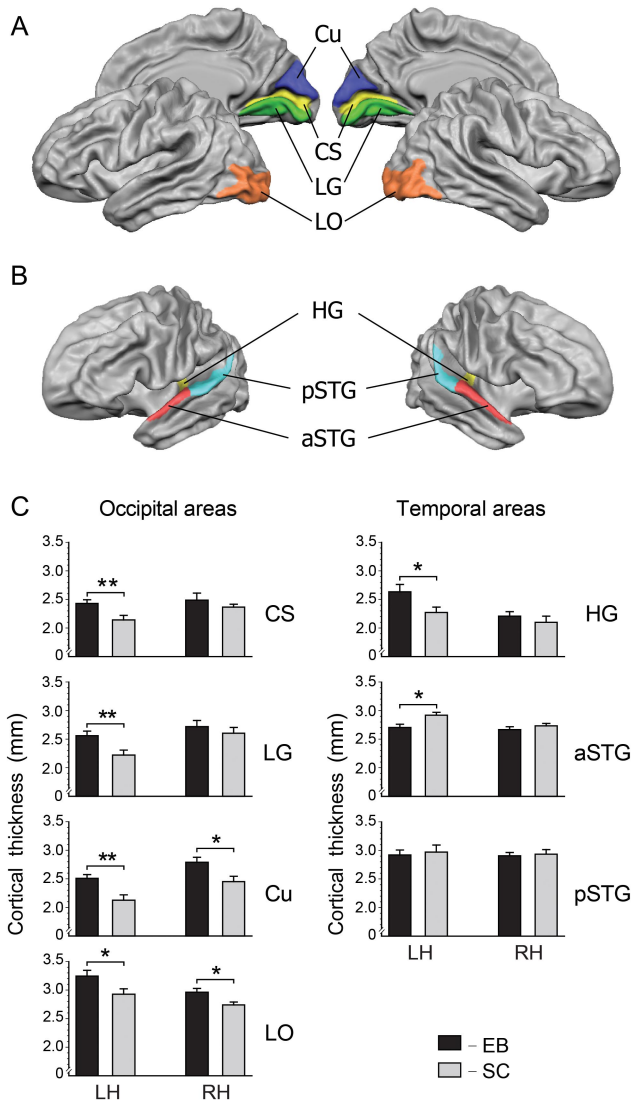 A
Cu
CS
LG
LO
B
HG
pSTG
aSTG
C
Occipital areas
Temporal areas
Cortical thickness (mm)
3.5
3.0
2.5
2.0
0
**
CS
3.5
3.0
2.5
2.0
0
**
LG
3.5
3.0
2.5
2.0
0
**
*
Cu
3.5
3.0
2.5
2.0
0
*
*
LO
LH
RH
Cortical thickness (mm)
3.5
3.0
2.5
2.0
0
*
HG
3.5
3.0
2.5
2.0
0
*
aSTG
3.5
3.0
2.5
2.0
0
pSTG
LH
RH
– EB
– SC